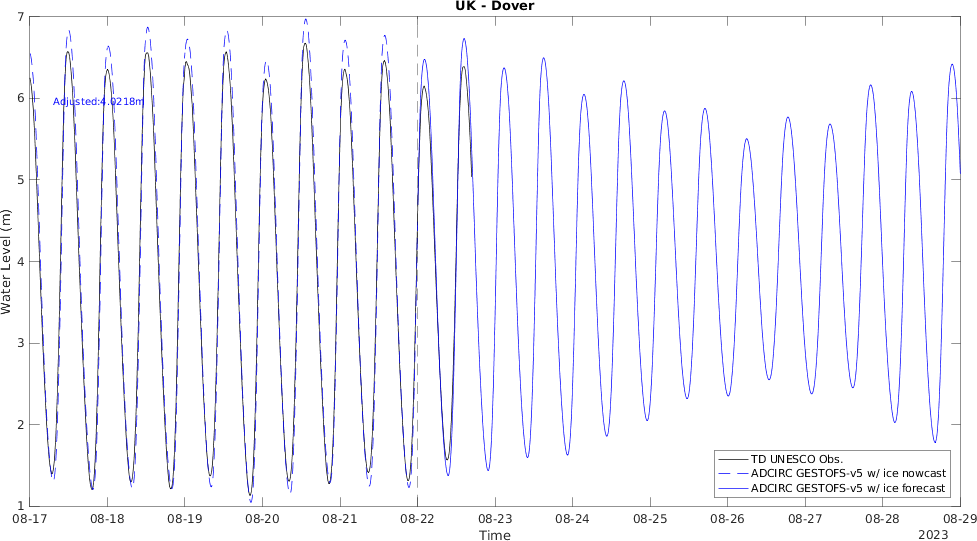 UK - Dover
7
6
5
4
3
2
1
Water Level (m)
Adjusted:4.0218m
TD UNESCO Obs.
ADCIRC GESTOFS-v5 w/ ice nowcast
ADCIRC GESTOFS-v5 w/ ice forecast
08-17 08-18 08-19 08-20 08-21 08-22 08-23 08-24 08-25 08-26 08-27 08-28 08-29
Time
2023